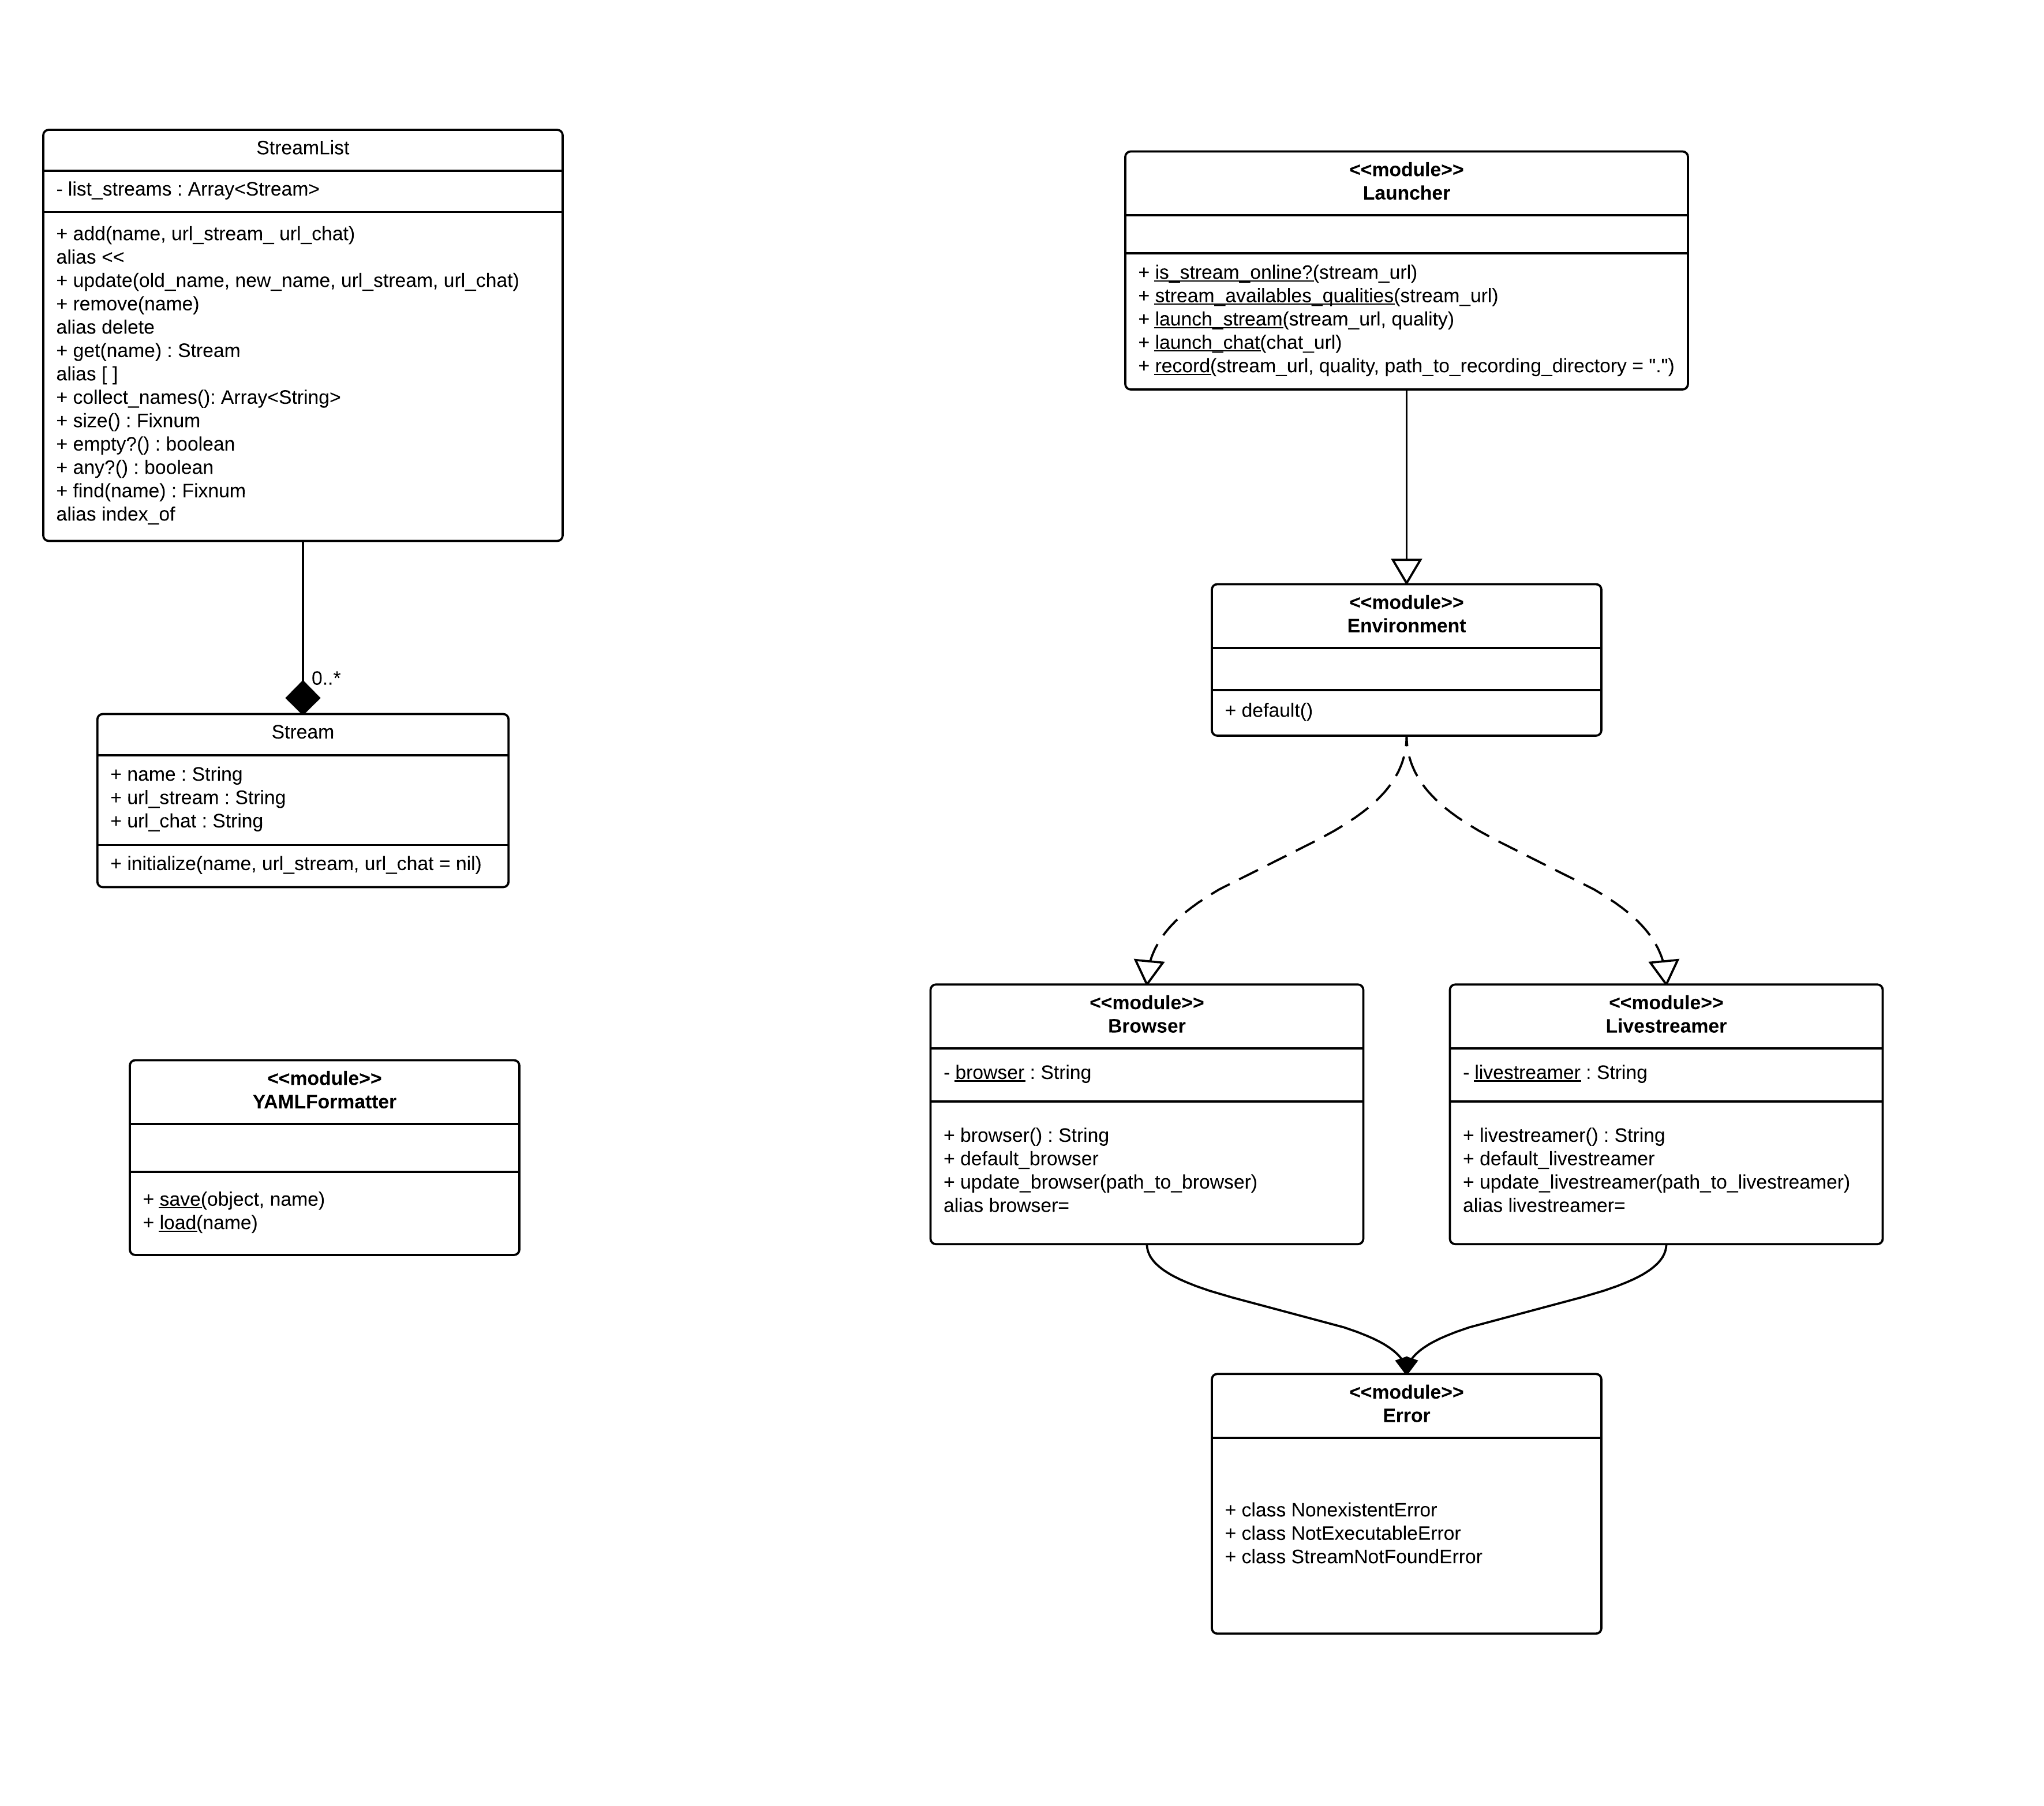 StreamList
- list_streams : Array<Stream>
+ add(name, url_stream_ url_chat)
alias <<
+ update(old_name, new_name, url_stream, url_chat)
+ remove(name)
alias delete
+ get(name) : Stream
alias [ ]
+ collect_names(): Array<String>
+ size() : Fixnum
+ empty?() : boolean
+ any?() : boolean
+ find(name) : Fixnum
alias index_of
0..*
Stream
+ name : String
+ url_stream : String
+ url_chat : String
+ initialize(name, url_stream, url_chat = nil)
<<module>>
YAMLFormatter
+ save(object, name)
+ load(name)
<<module>>
Launcher
+ is_stream_online?(stream_url)
+ stream_availables_qualities(stream_url)
+ launch_stream(stream_url, quality)
+ launch_chat(chat_url)
+ record(stream_url, quality, path_to_recording_directory = ".")
<<module>>
Environment
+ default()
<<module>>
Browser
- browser : String
+ browser() : String
+ default_browser
+ update_browser(path_to_browser)
alias browser=
<<module>>
Livestreamer
- livestreamer : String
+ livestreamer() : String
+ default_livestreamer
+ update_livestreamer(path_to_livestreamer)
alias livestreamer=
<<module>>
Error
+ class NonexistentError
+ class NotExecutableError
+ class StreamNotFoundError